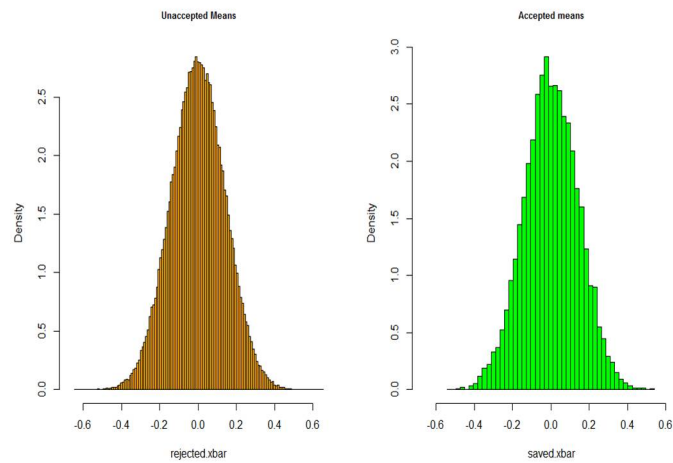 Unaccepted Means
Density
0.0 0.5 1.0 1.5 2.0 2.5
-0.6 -0.4 -0.2 0.0 0.2 0.4 0.6
rejected.xbar
Accepted means
Density
0.0 0.5 1.0 1.5 2.0 2.5 3.0
-0.6 -0.4 -0.2 0.0 0.2 0.4 0.6
saved.xbar